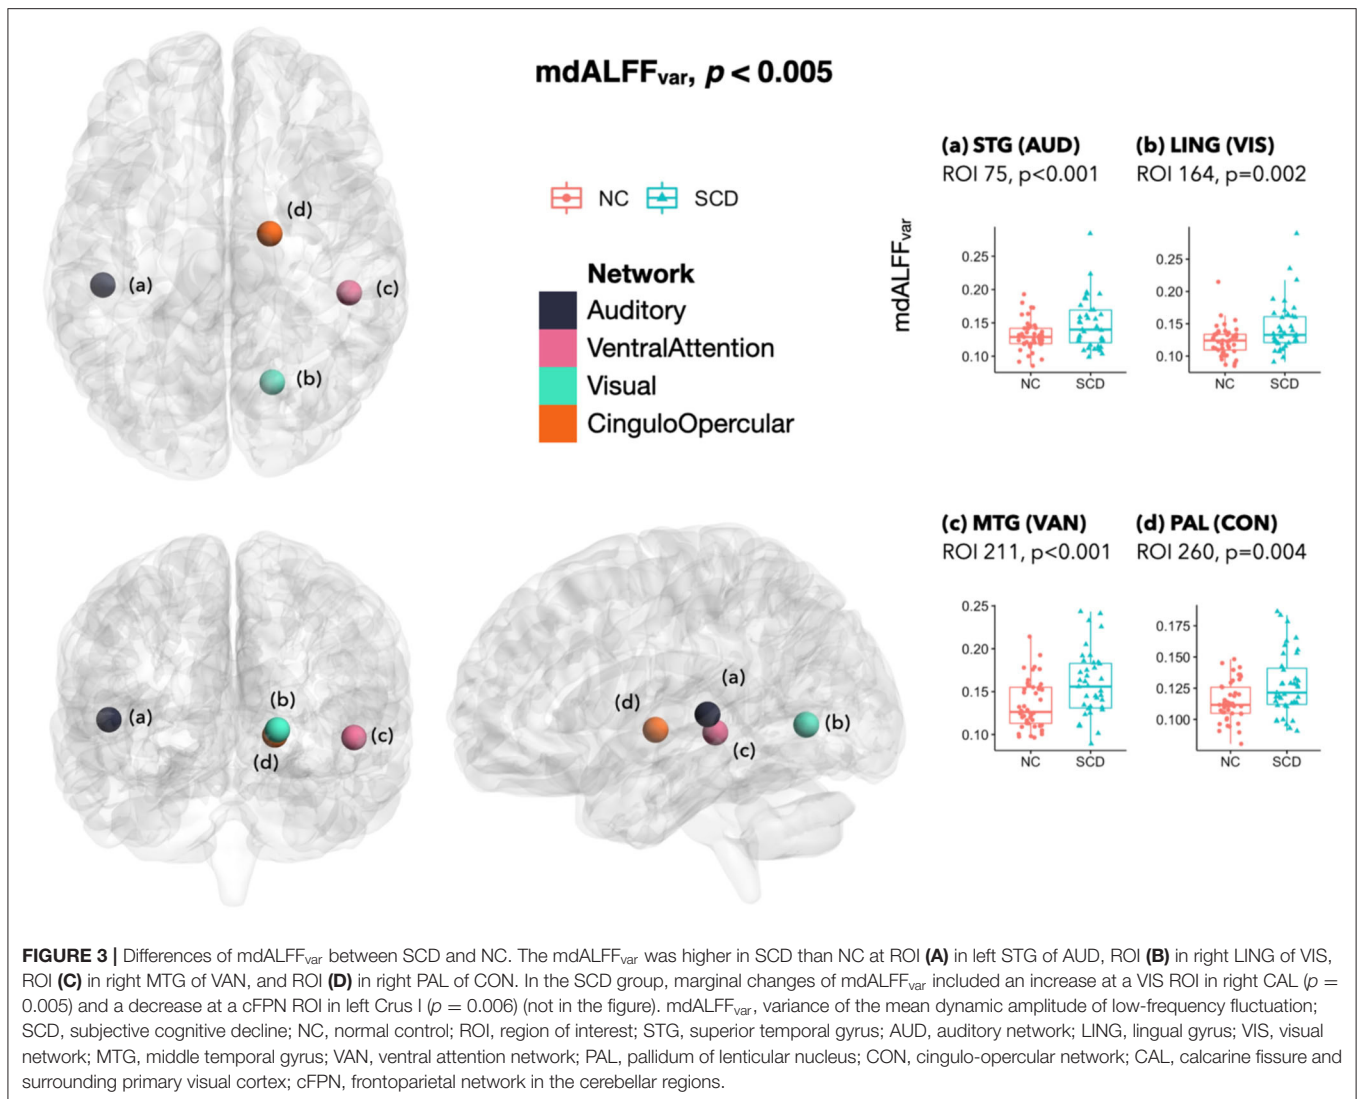 mdALFFvar, p < 0.005
NC SCD
Network
Auditory
VentralAttention
Visual
CinguloOpercular
(d)
(a)
(c)
(b)
(b)
(a)
(c)
(d)
(a)
(d)
(b)
(c)
mdALFFvar
(a) STG (AUD)
ROI 75, p<0.001
0.25
0.20
0.15
0.10
NC SCD
(b) LING (VIS)
ROI 164, p=0.002
0.25
0.20
0.15
0.10
NC SCD
(c) MTG (VAN)
ROI 211, p<0.001
0.25
0.20
0.15
0.10
NC SCD
(d) PAL (CON)
ROI 260, p=0.004
0.175
0.150
0.125
0.100
NC SCD
FIGURE 3 | Differences of mdALFFvar between SCD and NC. The mdALFFvar was higher in SCD than NC at ROI (A) in left STG of AUD, ROI (B) in right LING of VIS,
ROI (C) in right MTG of VAN, and ROI (D) in right PAL of CON. In the SCD group, marginal changes of mdALFFvar included an increase at a VIS ROI in right CAL (p =
0.005) and a decrease at a cFPN ROI in left Crus I (p = 0.006) (not in the figure). mdALFFvar, variance of the mean dynamic amplitude of low-frequency fluctuation;
SCD, subjective cognitive decline; NC, normal control; ROI, region of interest; STG, superior temporal gyrus; AUD, auditory network; LING, lingual gyrus; VIS, visual
network; MTG, middle temporal gyrus; VAN, ventral attention network; PAL, pallidum of lenticular nucleus; CON, cingulo-opercular network; CAL, calcarine fissure and
surrounding primary visual cortex; cFPN, frontoparietal network in the cerebellar regions.